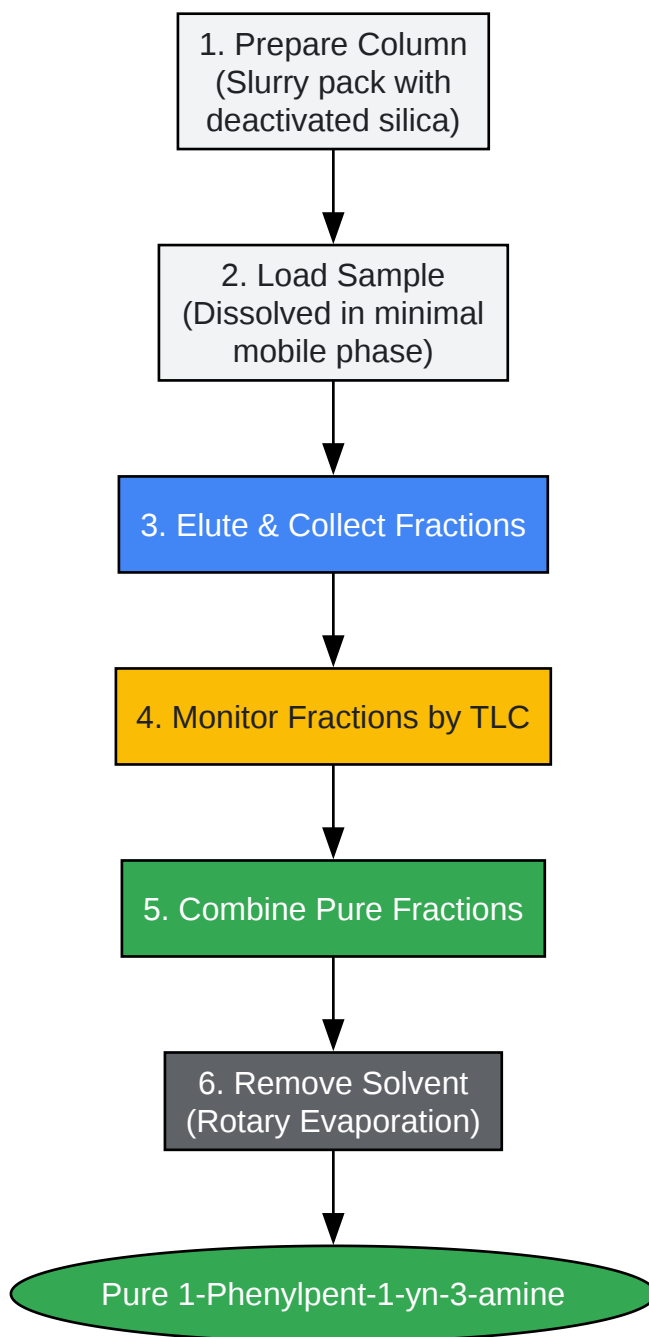 1. Prepare Column
(Slurry pack with
deactivated silica)
2. Load Sample
(Dissolved in minimal
mobile phase)
3. Elute & Collect Fractions
4. Monitor Fractions by TLC
5. Combine Pure Fractions
6. Remove Solvent
(Rotary Evaporation)
Pure 1-Phenylpent-1-yn-3-amine